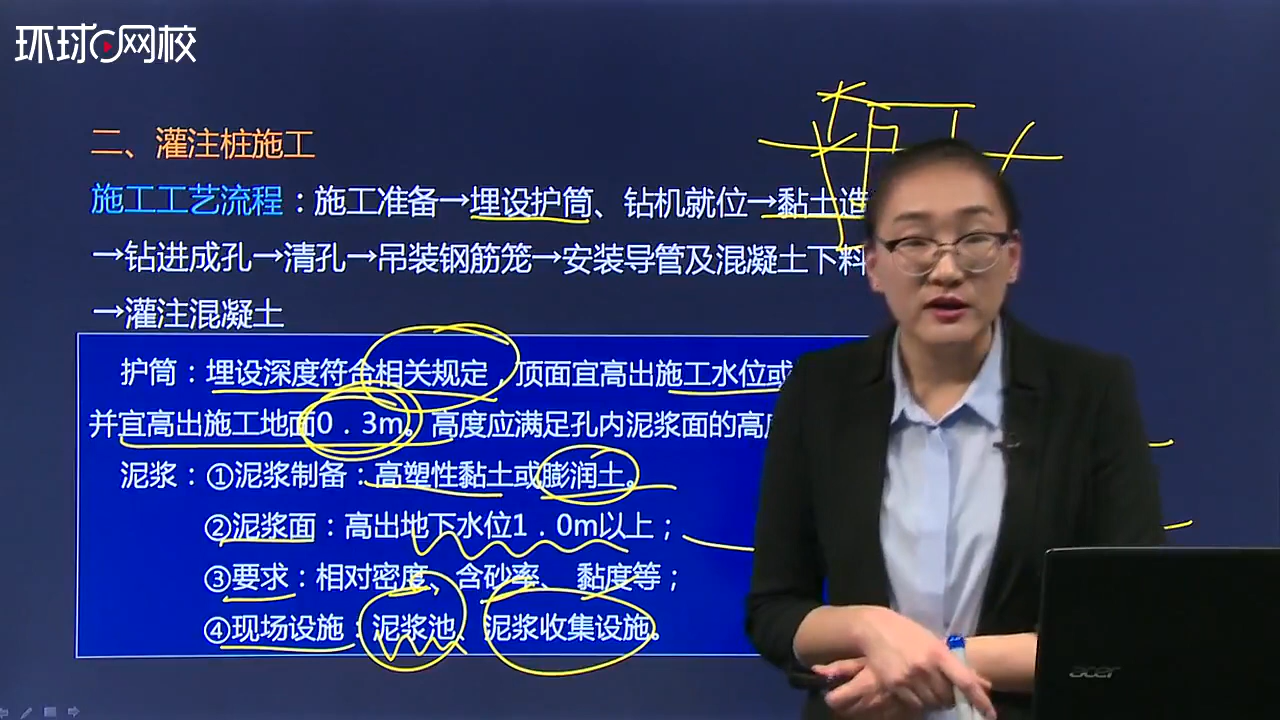 环球网校
二、灌注桩施工
施工工艺流程：施工准备→埋设护筒、钻机就位→黏土造
→钻进成孔→清孔→吊装钢筋笼→安装导管及混凝土下料
→灌注混凝土
护筒：埋设深度符合相关规定，顶面宜高出施工水位或
并宜高出施工地面0．3m。高度应满足孔内泥浆面的高度
泥浆：①泥浆制备：高塑性黏土或膨润土。
②泥浆面：高出地下水位1．0m以上；
③要求：相对密度、含砂率、黏度等；
④现场设施：泥浆池、泥浆收集设施。
acer